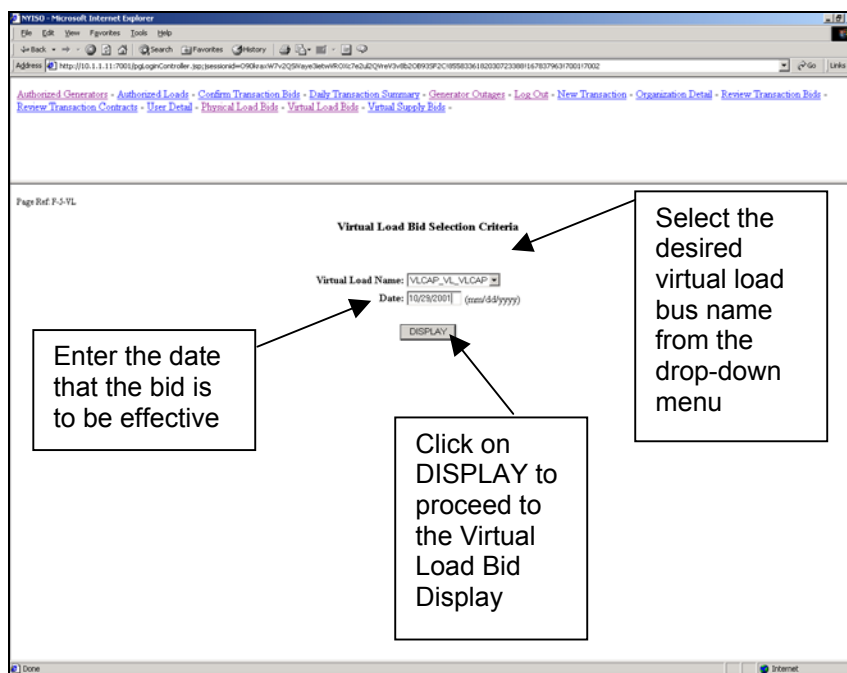 NYISO - Microsoft Internet Explorer
File Edit View Favorites Tools Help
Back Search Favorites History
Address Go Links
Authorized Generators - Authorized Loads - Confirm Transaction Bids - Daily Transaction Summary - Generator Outages - Log Out - New Transaction - Organization Detail - Review Transaction Bids -
Review Transaction Contracts - User Detail - Physical Load Bids - Virtual Load Bids - Virtual Supply Bids -
Page Ref: F-5-VL
Virtual Load Bid Selection Criteria
Virtual Load Name: VLCAP_VL_VLCAP
Date: 10/29/2001 (mm/dd/yyyy)
DISPLAY
Select the
desired
virtual load
bus name
from the
drop-down
menu
Enter the date
that the bid is
to be effective
Click on
DISPLAY to
proceed to
the Virtual
Load Bid
Display
Done Internet